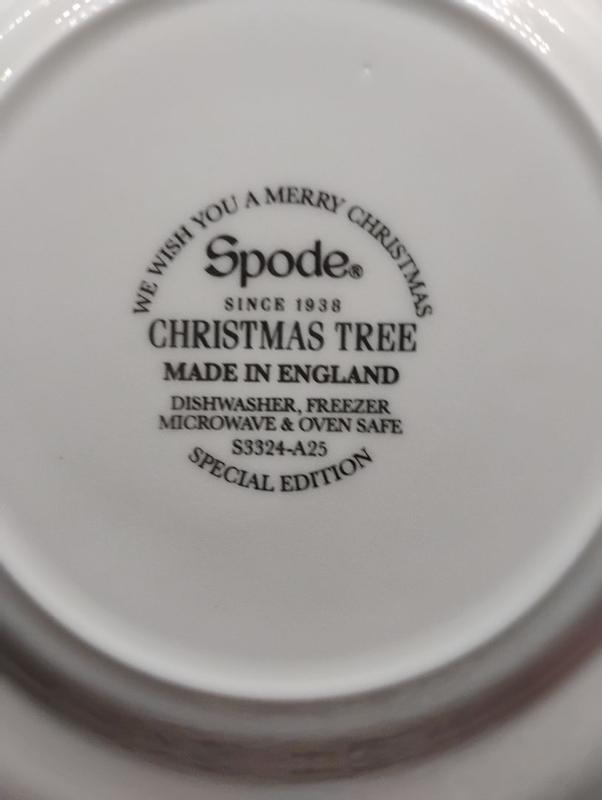 WE WISH YOU A MERRY CHRISTMAS
Spode®
SINCE 1938
CHRISTMAS TREE
MADE IN ENGLAND
DISHWASHER, FREEZER
MICROWAVE & OVEN SAFE
S3324-A25
SPECIAL EDITION